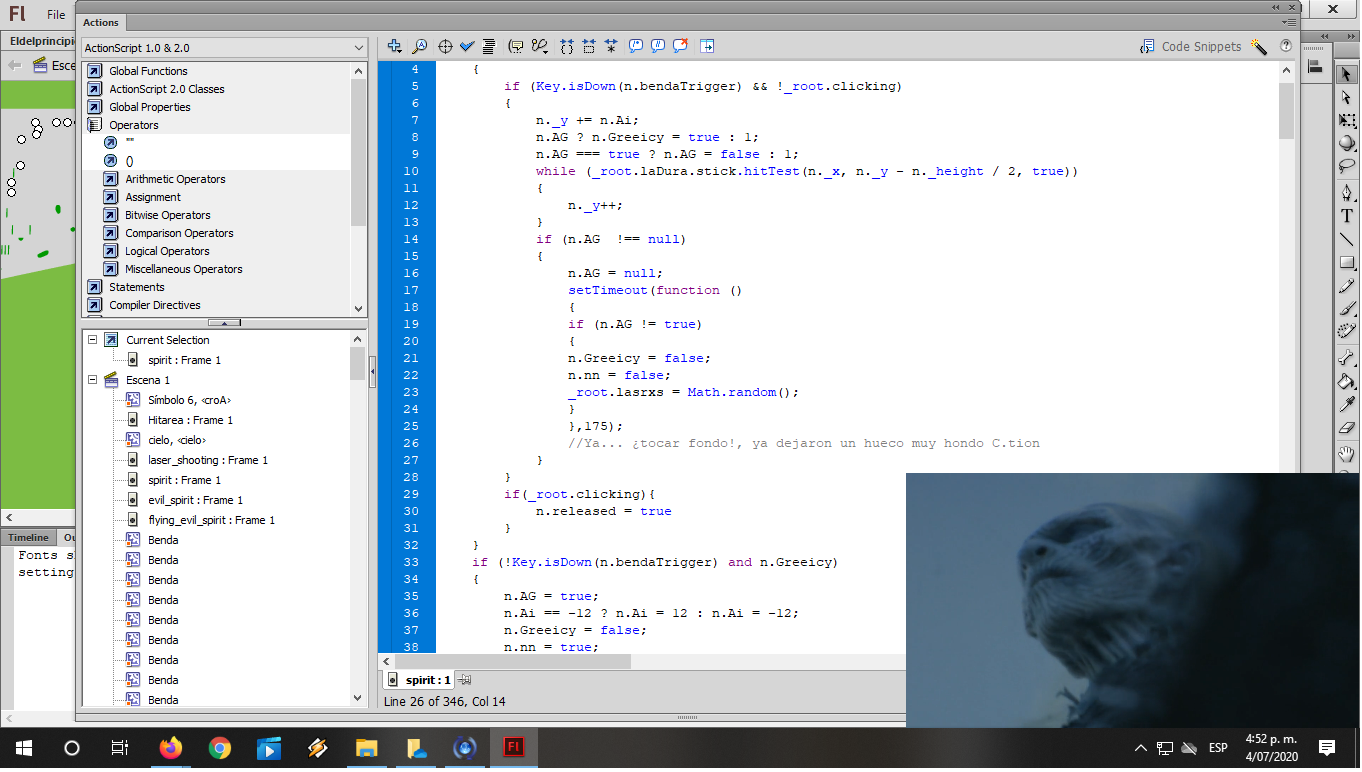 Fl
File
Actions
Eldelprincipi
Esce
ActionScript 1.0 & 2.0
Global Functions
ActionScript 2.0 Classes
Global Properties
Operators
""
()
Arithmetic Operators
Assignment
Bitwise Operators
Comparison Operators
Logical Operators
Miscellaneous Operators
Statements
Compiler Directives
Current Selection
spirit : Frame 1
Escena 1
Símbolo 6, <croA>
Hitarea : Frame 1
cielo, <cielo>
laser_shooting : Frame 1
spirit : Frame 1
evil_spirit : Frame 1
flying_evil_spirit : Frame 1
Benda
Benda
Benda
Benda
Benda
Benda
Benda
Benda
Benda
Timeline
Ou
Fonts s
setting
Code Snippets
4 {
5 if (Key.isDown(n.bendaTrigger) && !_root.clicking)
6 {
7 n._y += n.Ai;
8 n.AG ? n.Greeicy = true : 1;
9 n.AG === true ? n.AG = false : 1;
10 while (_root.laDura.stick.hitTest(n._x, n._y - n._height / 2, true))
11 {
12 n._y++;
13 }
14 if (n.AG  !== null)
15 {
16 n.AG = null;
17 setTimeout(function ()
18 {
19 if (n.AG != true)
20 {
21 n.Greeicy = false;
22 n.nn = false;
23 _root.lasrxs = Math.random();
24 }
25 },175);
26 //Ya... ¿tocar fondo!, ya dejaron un hueco muy hondo C.tion
27 }
28 }
29 if(_root.clicking){
30 n.released = true
31 }
32 }
33 if (!Key.isDown(n.bendaTrigger) and n.Greeicy)
34 {
35 n.AG = true;
36 n.Ai == -12 ? n.Ai = 12 : n.Ai = -12;
37 n.Greeicy = false;
38 n.nn = true;
spirit : 1
Line 26 of 346, Col 14
Fl
ESP
4:52 p. m.
4/07/2020